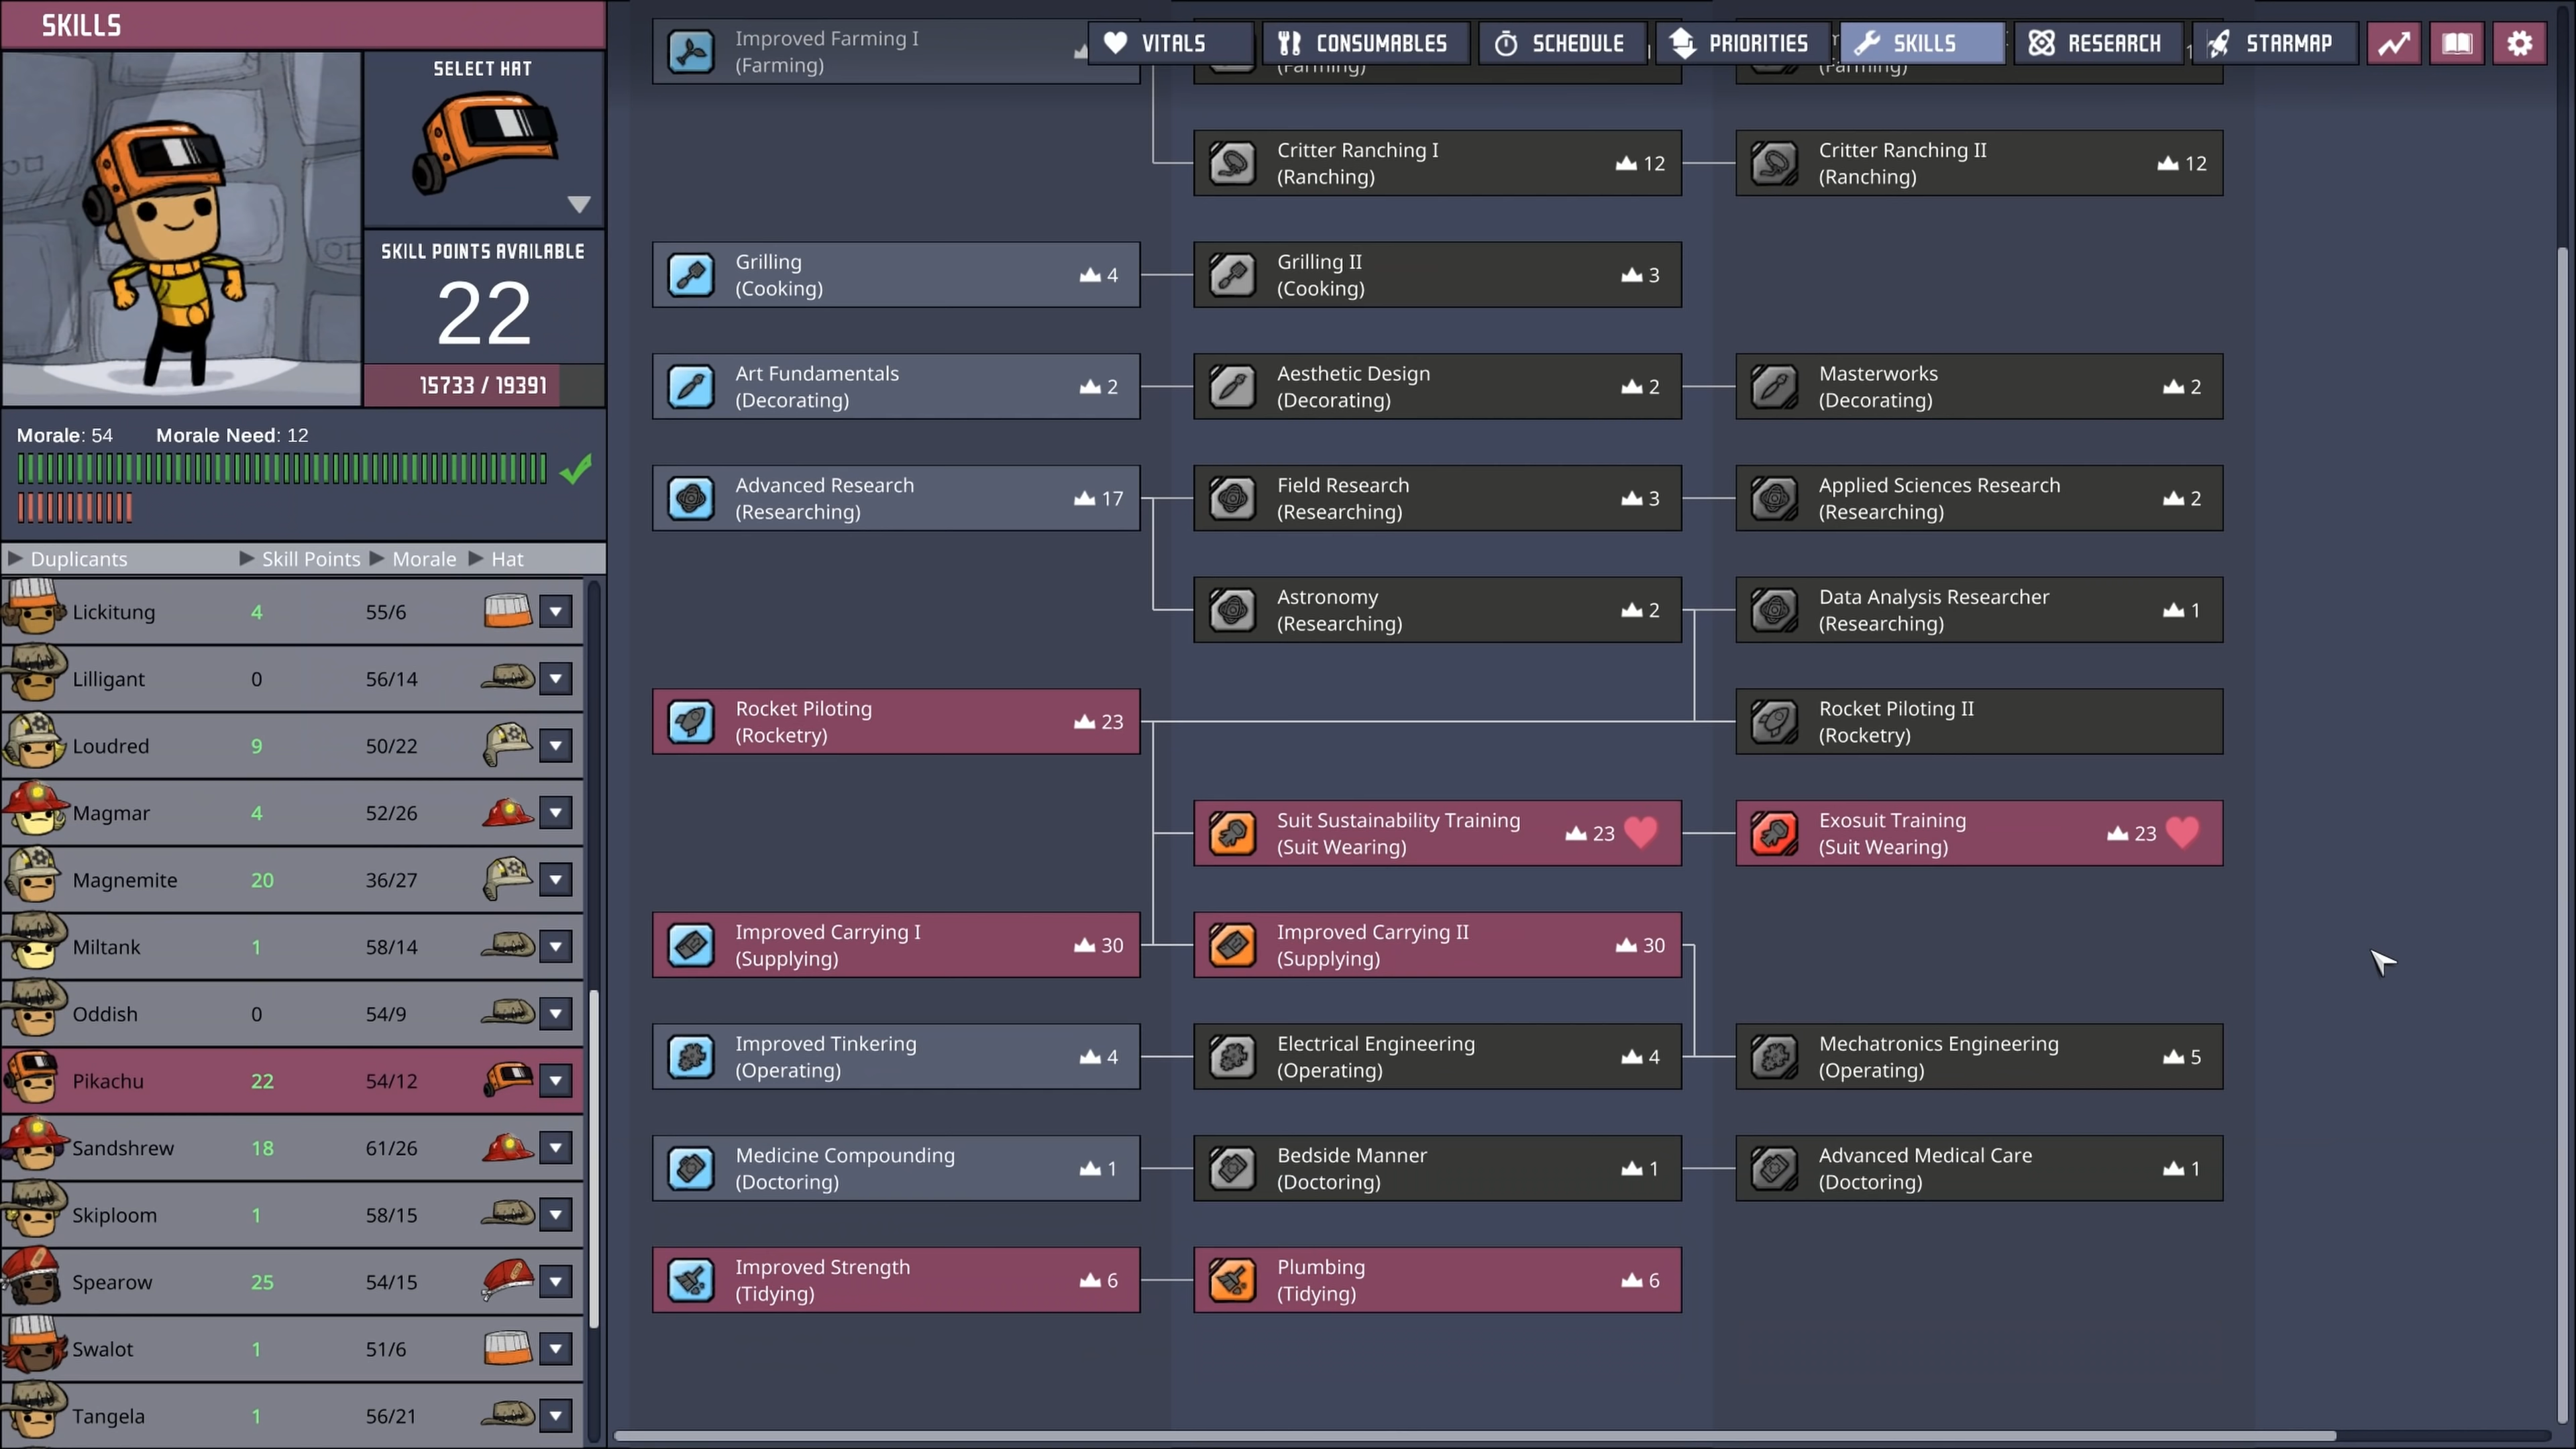 SKILLS
SELECT HAT
SKILL POINTS AVAILABLE
22
15733 / 19391
Morale: 54 Morale Need: 12
Duplicants Skill Points Morale Hat
Lickitung 4 55/6
Lilligant 0 56/14
Loudred 9 50/22
Magmar 4 52/26
Magnemite 20 36/27
Miltank 1 58/14
Oddish 0 54/9
Pikachu 22 54/12
Sandshrew 18 61/26
Skiploom 1 58/15
Spearow 25 54/15
Swalot 1 51/6
Tangela 1 56/21
VITALS CONSUMABLES SCHEDULE PRIORITIES SKILLS RESEARCH STARMAP
Improved Farming I
(Farming)
(Farming)
(Farming)
Critter Ranching I
(Ranching)
12
Critter Ranching II
(Ranching)
12
Grilling
(Cooking)
4
Grilling II
(Cooking)
3
Art Fundamentals
(Decorating)
2
Aesthetic Design
(Decorating)
2
Masterworks
(Decorating)
2
Advanced Research
(Researching)
17
Field Research
(Researching)
3
Applied Sciences Research
(Researching)
2
Astronomy
(Researching)
2
Data Analysis Researcher
(Researching)
1
Rocket Piloting
(Rocketry)
23
Rocket Piloting II
(Rocketry)
Suit Sustainability Training
(Suit Wearing)
23
Exosuit Training
(Suit Wearing)
23
Improved Carrying I
(Supplying)
30
Improved Carrying II
(Supplying)
30
Improved Tinkering
(Operating)
4
Electrical Engineering
(Operating)
4
Mechatronics Engineering
(Operating)
5
Medicine Compounding
(Doctoring)
1
Bedside Manner
(Doctoring)
1
Advanced Medical Care
(Doctoring)
1
Improved Strength
(Tidying)
6
Plumbing
(Tidying)
6